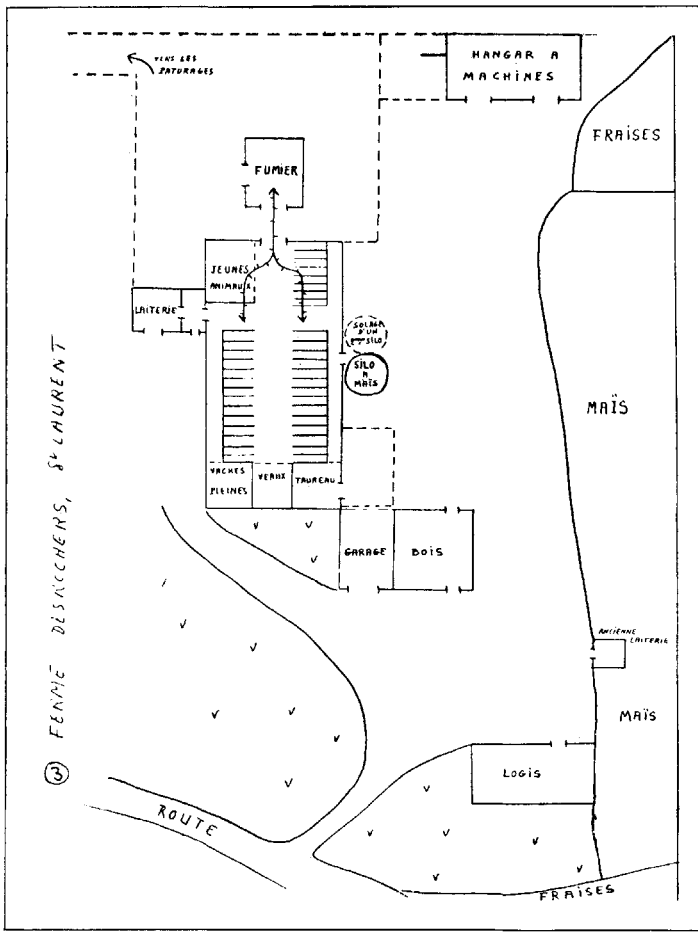 VERS LES
PATURAGES
HANGAR A
MACHINES
FRAISES
FUMIER
JEUNES
ANIMAUX
LAITERIE
SOLAGE
D'UN
SILO
SILO
A
MAÏS
MAÏS
VACHES
PLEINES
VEAUX
TAUREAU
GARAGE
BOIS
ANCIENNE
LAITERIE
MAÏS
LOGIS
ROUTE
FRAISES
③ FERME DESROCHERS, St LAURENT